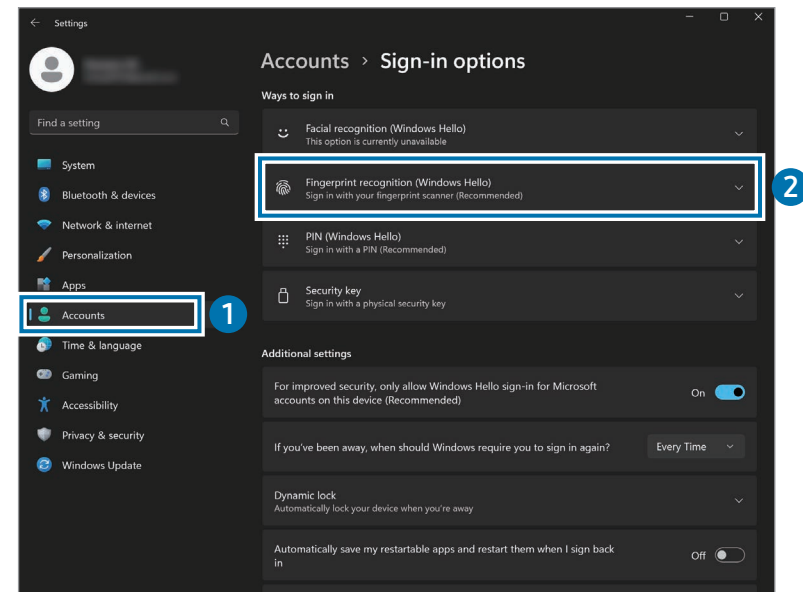 Settings
Accounts > Sign-in options
Ways to sign in
Find a setting
Facial recognition (Windows Hello)
This option is currently unavailable
System
Fingerprint recognition (Windows Hello)
Sign in with your fingerprint scanner (Recommended)
2
Bluetooth & devices
Network & internet
PIN (Windows Hello)
Sign in with a PIN (Recommended)
Personalization
Apps
Security key
Sign in with a physical security key
Accounts
1
Time & language
Additional settings
Gaming
For improved security, only allow Windows Hello sign-in for Microsoft
accounts on this device (Recommended)
On
Accessibility
Privacy & security
If you've been away, when should Windows require you to sign in again?
Every Time
Windows Update
Dynamic lock
Automatically lock your device when you're away
Automatically save my restartable apps and restart them when I sign back
in
Off